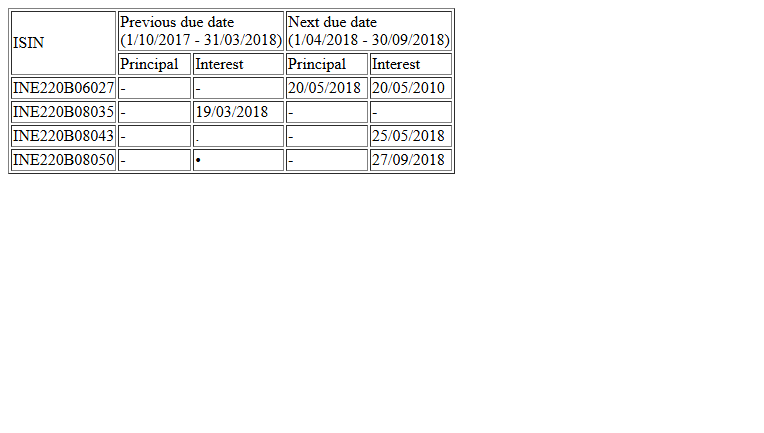 ISIN
Previous due date
(1/10/2017 - 31/03/2018)
Next due date
(1/04/2018 - 30/09/2018)
Principal Interest Principal Interest
INE220B06027 - - 20/05/2018 20/05/2010
INE220B08035 - 19/03/2018 - -
INE220B08043 - . - 25/05/2018
INE220B08050 - • - 27/09/2018